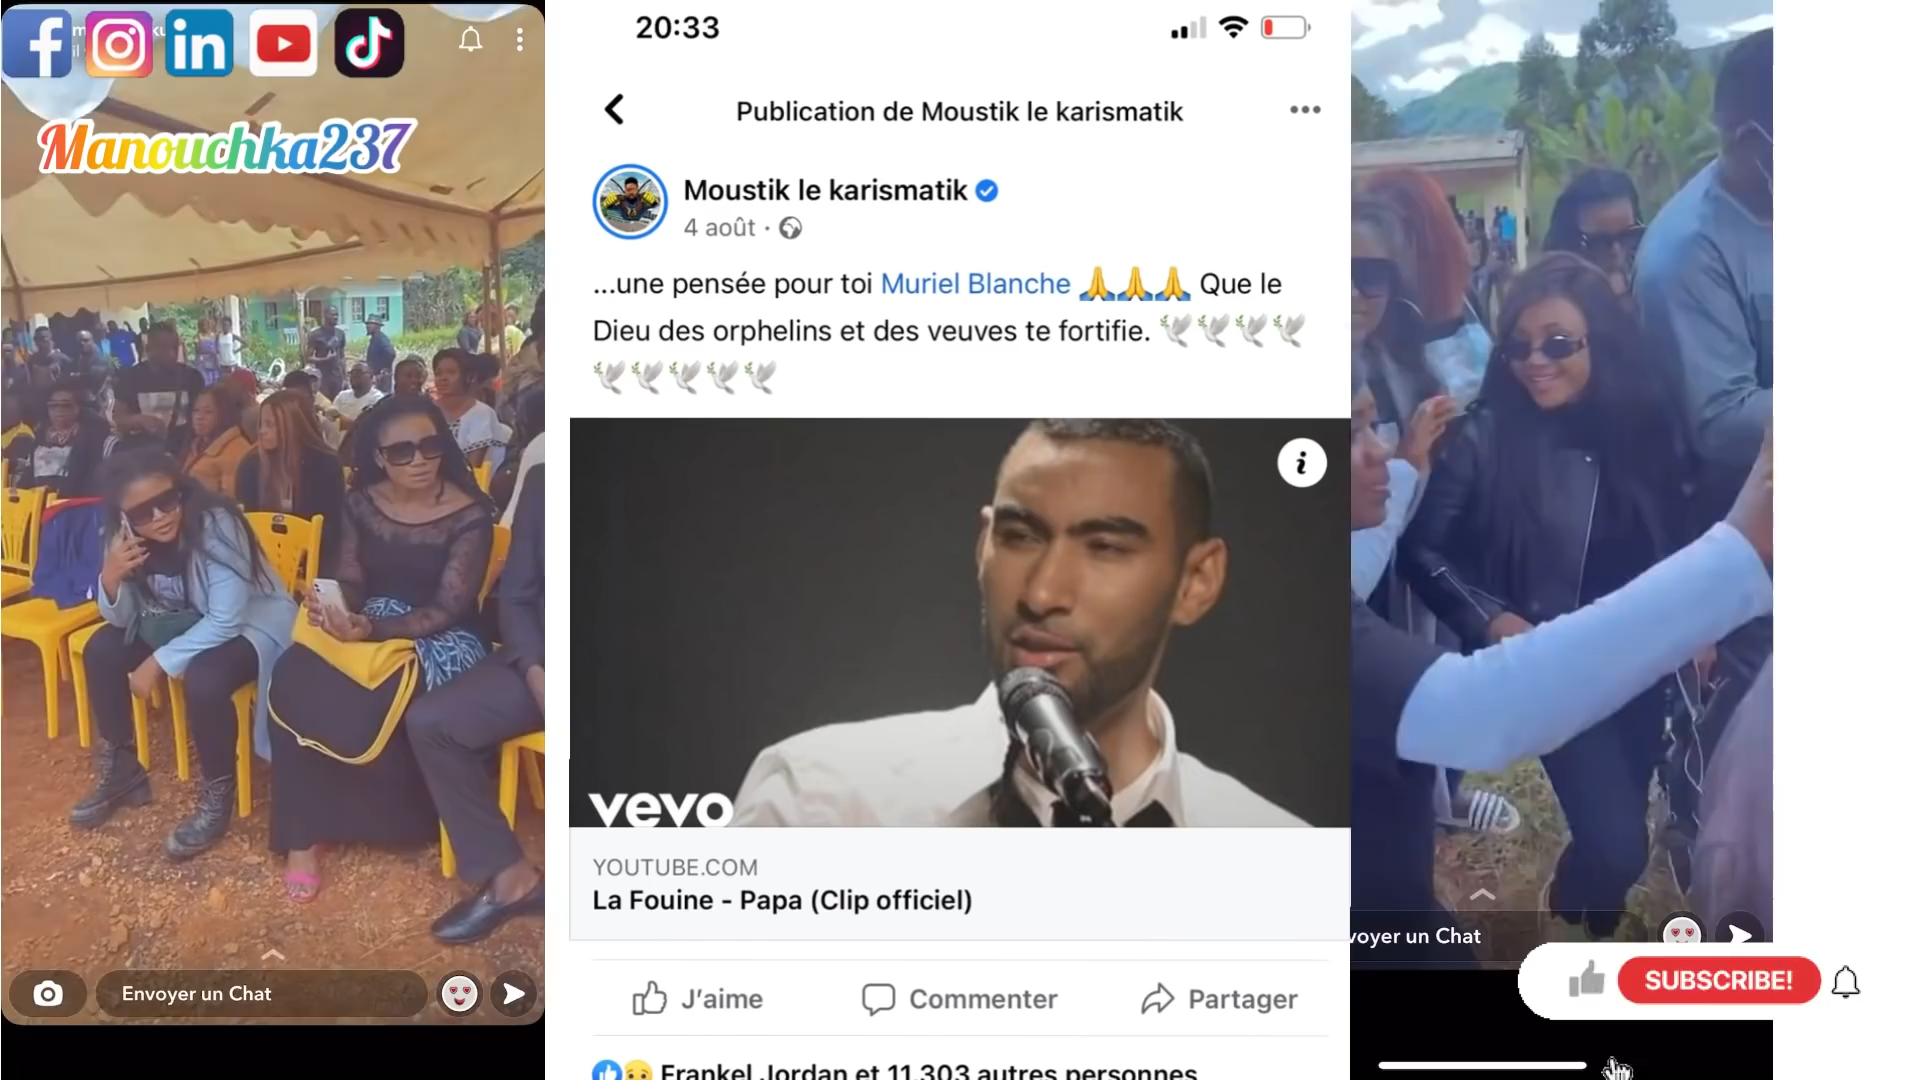 Manouchka237
Envoyer un Chat
20:33
Publication de Moustik le karismatik
Moustik le karismatik
4 août
...une pensée pour toi Muriel Blanche 🙏🙏🙏 Que le
Dieu des orphelins et des veuves te fortifie. 🕊🕊🕊🕊
🕊🕊🕊🕊🕊
vevo
YOUTUBE.COM
La Fouine - Papa (Clip officiel)
J'aime
Commenter
Partager
Frankel Jordan et 11 303 autres personnes
voyer un Chat
SUBSCRIBE!